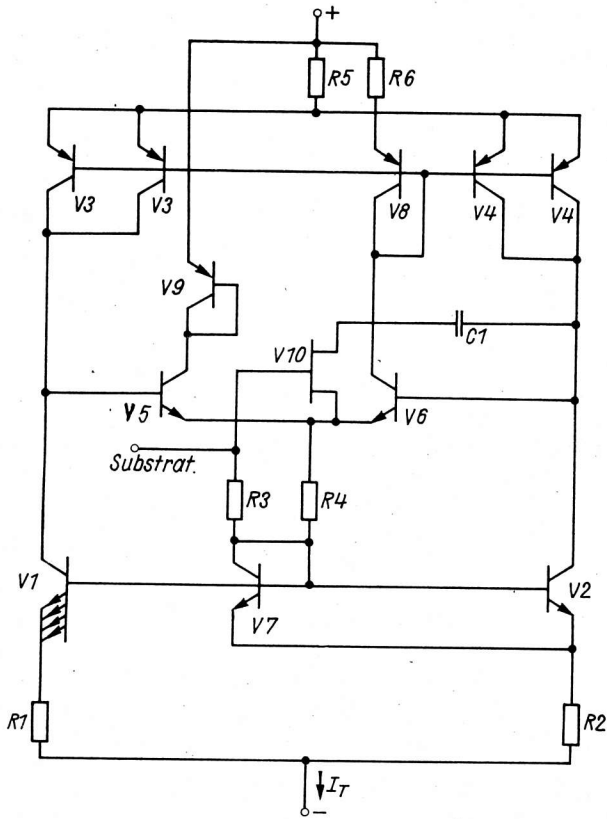 +
R5
R6
V3
V3
V8
V4
V4
V9
V10
C1
V5
V6
Substrat.
R3
R4
V1
V7
V2
R1
R2
I_T
−